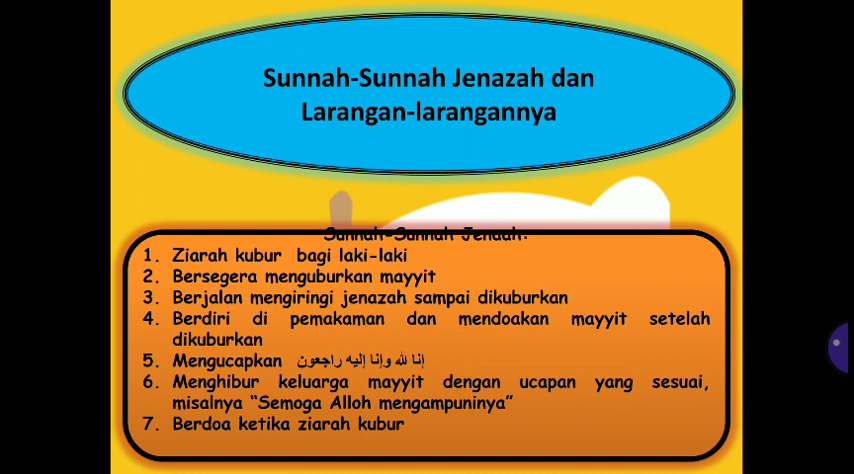 Sunnah-Sunnah Jenazah dan
Larangan-larangannya
Sunnah-Sunnah Jenaah:
1. Ziarah kubur bagi laki-laki
2. Bersegera menguburkan mayyit
3. Berjalan mengiringi jenazah sampai dikuburkan
4. Berdiri di pemakaman dan mendoakan mayyit setelah
dikuburkan
5. Mengucapkan إنا لله وإنا إليه راجعون
6. Menghibur keluarga mayyit dengan ucapan yang sesuai,
misalnya “Semoga Alloh mengampuninya”
7. Berdoa ketika ziarah kubur